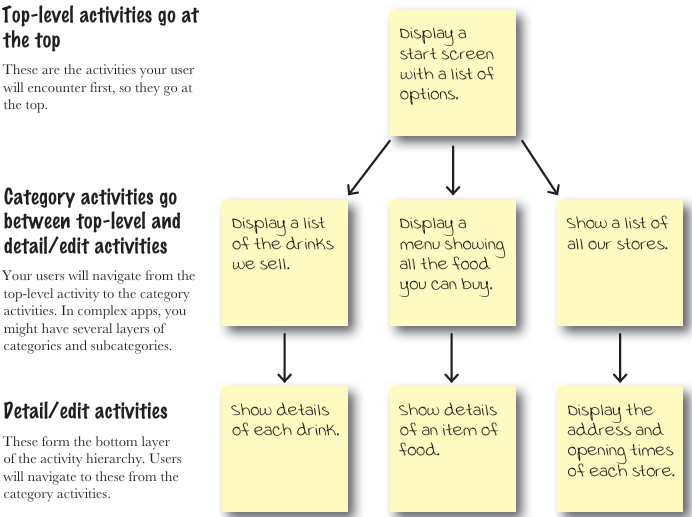 Top-level activities go at
the top
These are the activities your user
will encounter first, so they go at
the top.
Display a
start screen
with a list of
options.
Category activities go
between top-level and
detail/edit activities
Your users will navigate from the
top-level activity to the category
activities. In complex apps, you
might have several layers of
categories and subcategories.
Display a list
of the drinks
we sell.
Display a
menu showing
all the food
you can buy.
Show a list of
all our stores.
Detail/edit activities
These form the bottom layer
of the activity hierarchy. Users
will navigate to these from the
category activities.
Show details
of each drink.
Show details
of an item of
food.
Display the
address and
opening times
of each store.